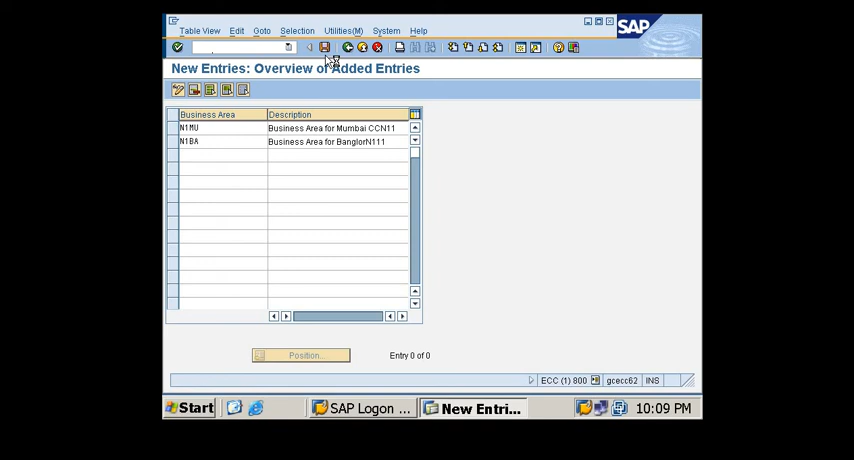 Table View Edit Goto Selection Utilities(M) System Help
SAP
New Entries: Overview of Added Entries
Business Area Description
N1MU Business Area for Mumbai CCN11
N1BA Business Area for BanglorN111
Position... Entry 0 of 0
ECC (1) 800 gcecc62 INS
Start SAP Logon ... New Entri... 10:09 PM